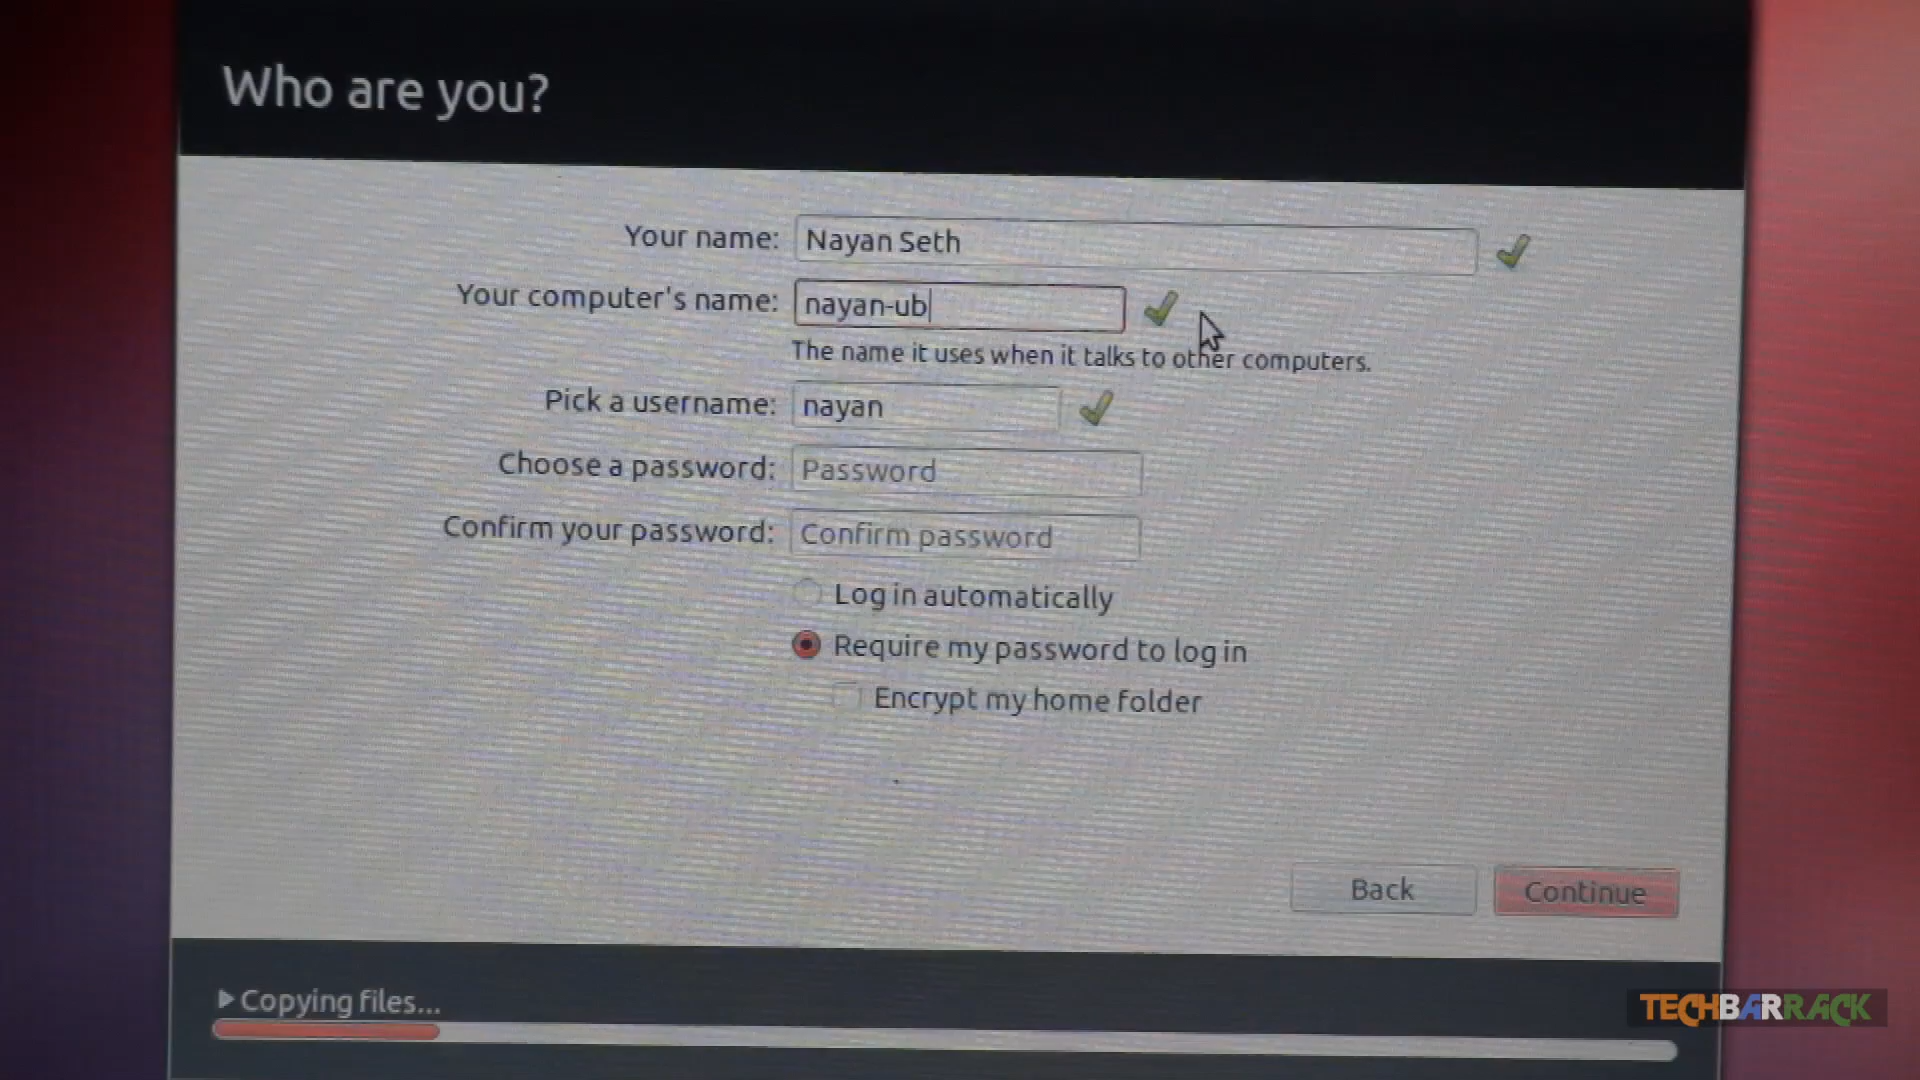 Who are you?
Your name: Nayan Seth
Your computer's name: nayan-ub
The name it uses when it talks to other computers.
Pick a username: nayan
Choose a password: Password
Confirm your password: Confirm password
Log in automatically
Require my password to log in
Encrypt my home folder
Back Continue
Copying files...
TECHBARRACK